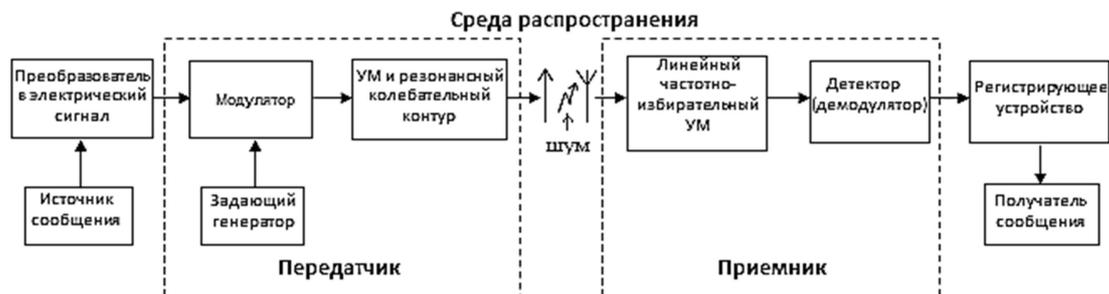 Среда распространения
Преобразователь
в электрический
сигнал
Модулятор
УМ и резонансный
колебательный
контур
шум
Линейный
частотно-
избирательный
УМ
Детектор
(демодулятор)
Регистрирующее
устройство
Источник
сообщения
Задающий
генератор
Получатель
сообщения
Передатчик
Приемник